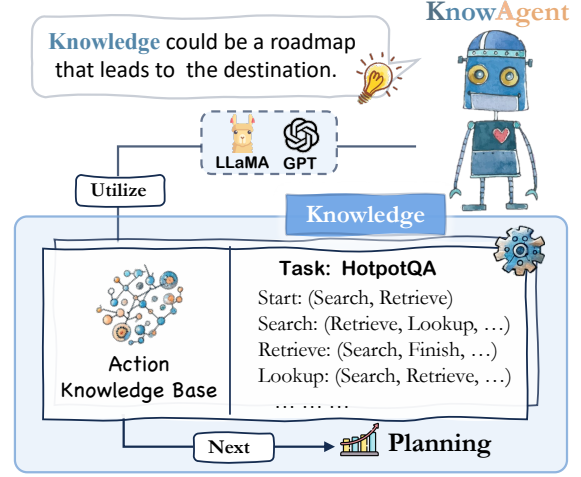 KnowAgent
Knowledge could be a roadmap
that leads to the destination.
LLaMA GPT
Utilize
Knowledge
Action
Knowledge Base
Task: HotpotQA
Start: (Search, Retrieve)
Search: (Retrieve, Lookup, …)
Retrieve: (Search, Finish, …)
Lookup: (Search, Retrieve, …)
… … …
Next
Planning